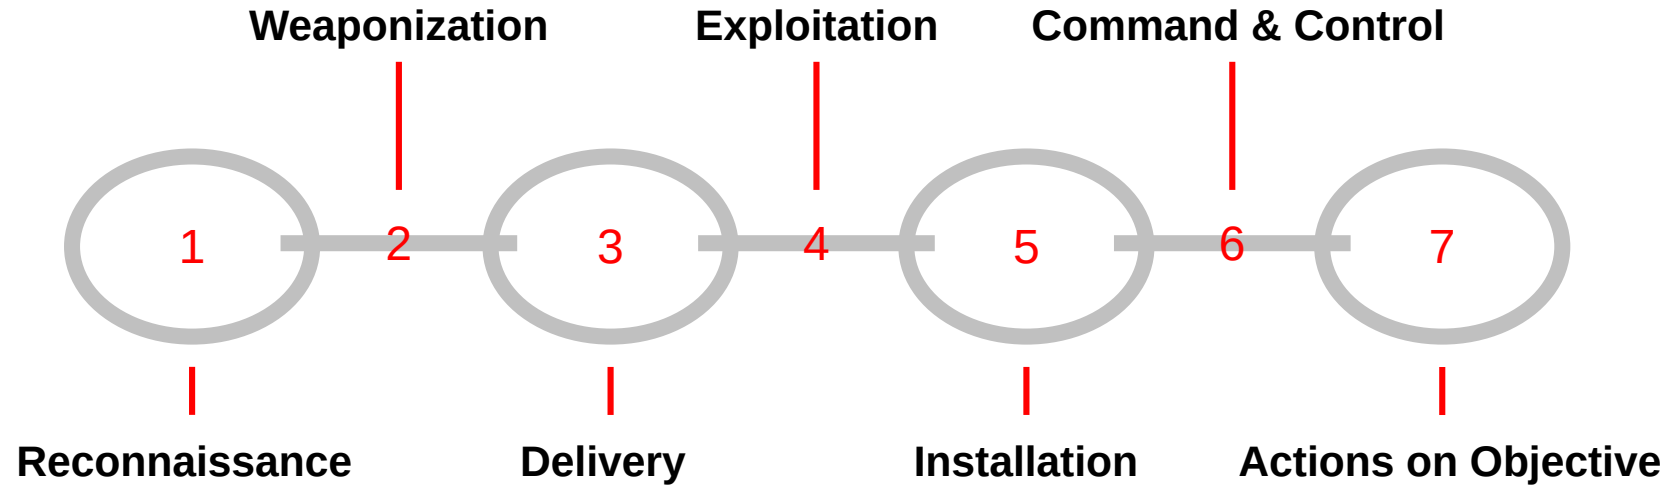 Weaponization
Exploitation
Command & Control
1
2
3
4
5
6
7
Reconnaissance
Delivery
Installation
Actions on Objective